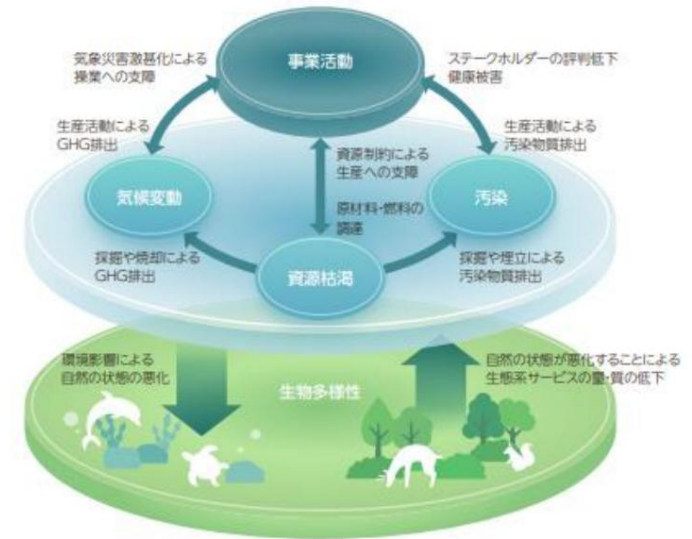 事業活動
気象災害激甚化による
操業への支障
ステークホルダーの評判低下
健康被害
生産活動による
GHG排出
資源制約による
生産への支障
生産活動による
汚染物質排出
気候変動
原材料・燃料の
調達
汚染
採掘や焼却による
GHG排出
資源枯渇
採掘や埋立による
汚染物質排出
環境影響による
自然の状態の悪化
生物多様性
自然の状態が悪化することによる
生態系サービスの量・質の低下